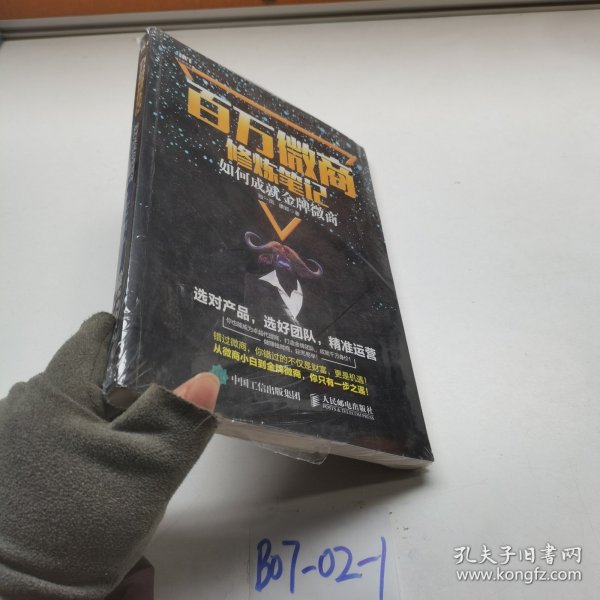 百万微商
修炼笔记
如何成就金牌微商
选对产品，选好团队，精准运营
错过微商，你错过的不仅是财富，更是机遇！
从微商小白到金牌微商，你只有一步之遥！
中国工信出版集团
人民邮电出版社
POSTS & TELECOM PRESS
B07-02-1
孔夫子旧书网
www.kongfz.com